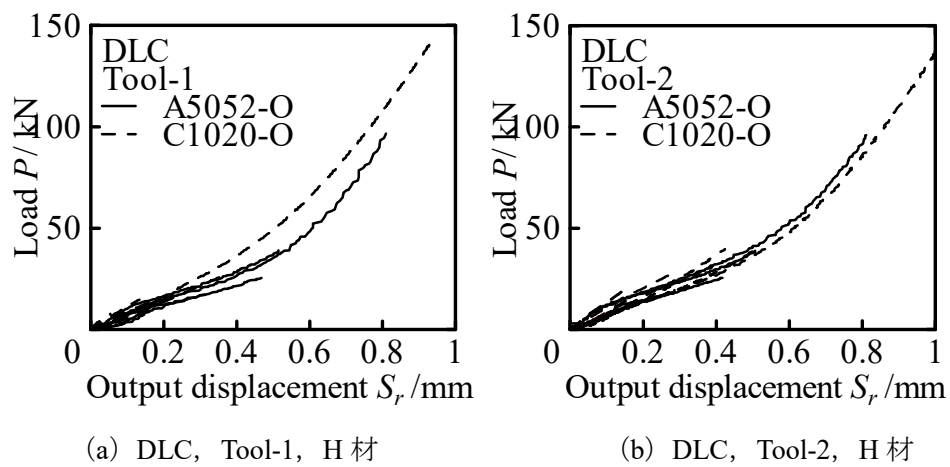 150
100
50
0
Load P / kN
DLC
Tool-1
A5052-O
C1020-O
0.2 0.4 0.6 0.8 1
Output displacement Sr /mm
(a) DLC, Tool-1, H 材
150
100
50
0
Load P / kN
DLC
Tool-2
A5052-O
C1020-O
0.2 0.4 0.6 0.8 1
Output displacement Sr /mm
(b) DLC, Tool-2, H 材